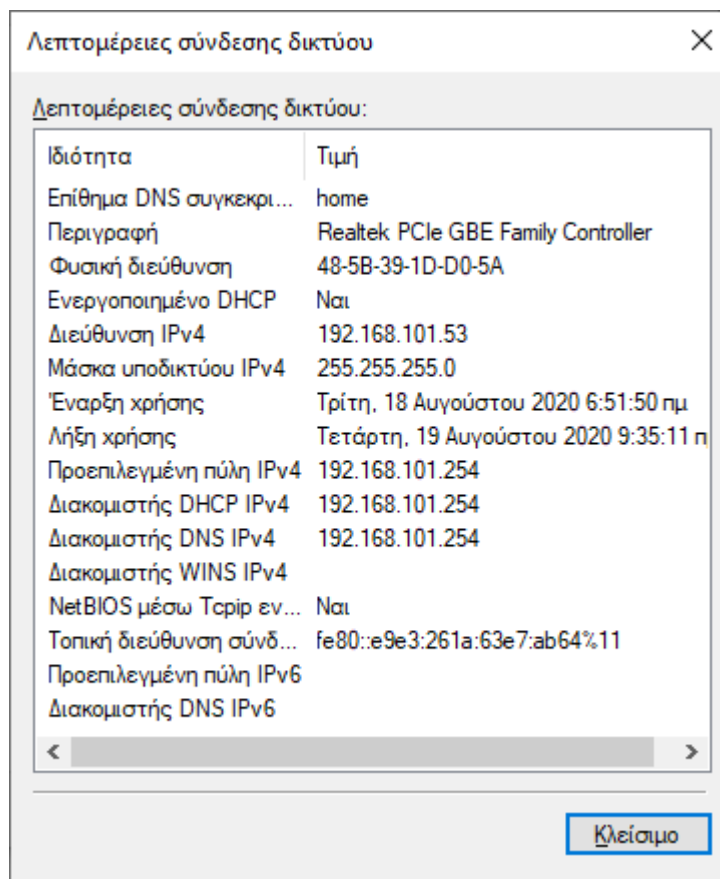 Λεπτομέρειες σύνδεσης δικτύου
Λεπτομέρειες σύνδεσης δικτύου:
Ιδιότητα Τιμή
Επίθημα DNS συγκεκρι... home
Περιγραφή Realtek PCIe GBE Family Controller
Φυσική διεύθυνση 48-5B-39-1D-D0-5A
Ενεργοποιημένο DHCP Ναι
Διεύθυνση IPv4 192.168.101.53
Μάσκα υποδικτύου IPv4 255.255.255.0
Έναρξη χρήσης Τρίτη, 18 Αυγούστου 2020 6:51:50 πμ
Λήξη χρήσης Τετάρτη, 19 Αυγούστου 2020 9:35:11 π
Προεπιλεγμένη πύλη IPv4 192.168.101.254
Διακομιστής DHCP IPv4 192.168.101.254
Διακομιστής DNS IPv4 192.168.101.254
Διακομιστής WINS IPv4
NetBIOS μέσω Tcpip εν... Ναι
Τοπική διεύθυνση σύνδ... fe80::e9e3:261a:63e7:ab64%11
Προεπιλεγμένη πύλη IPv6
Διακομιστής DNS IPv6
Κλείσιμο